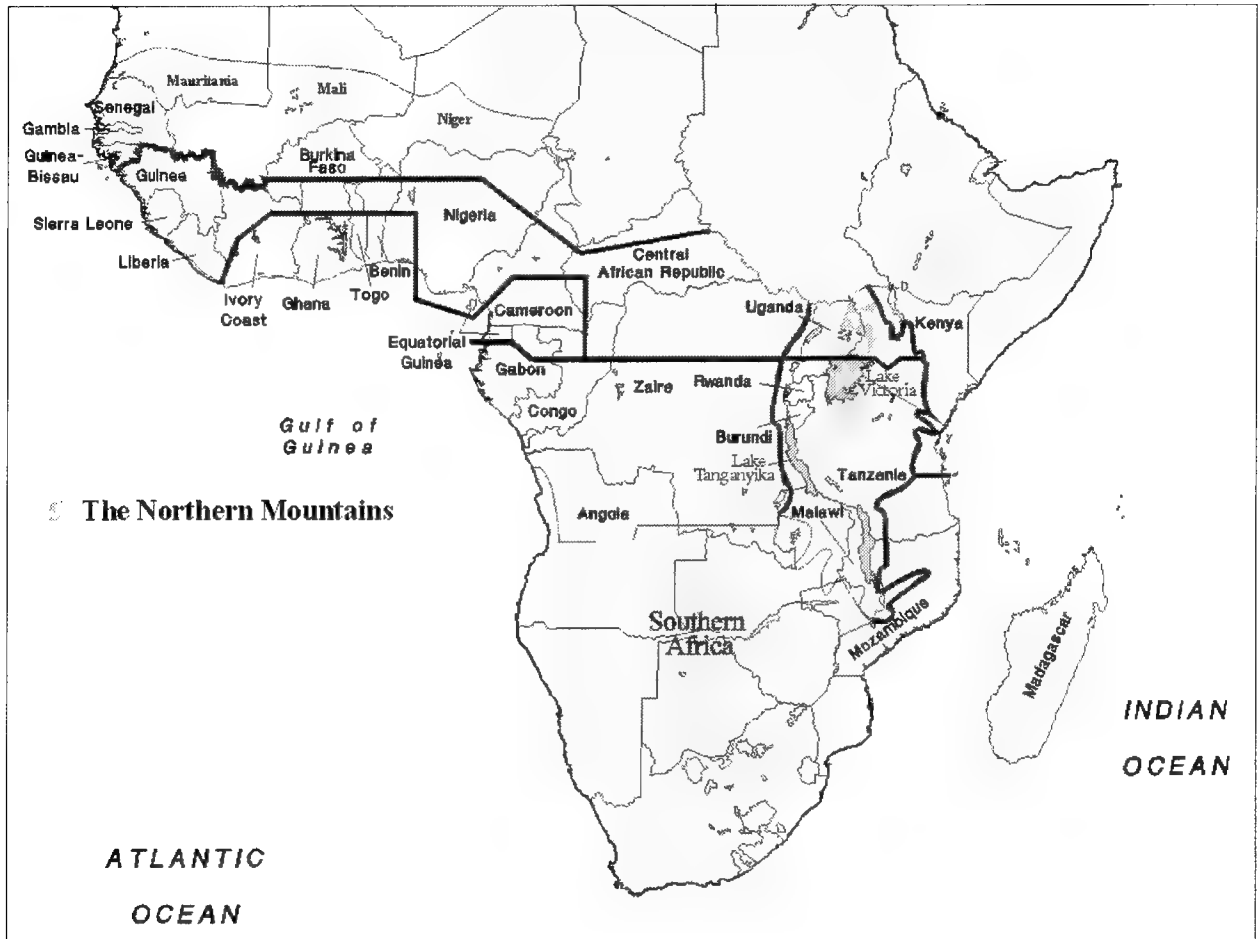 Mauritania
Mali
Niger
Senegal
Gambia
Guinea-
Bissau
Guinea
Burkina
Faso
Nigeria
Sierra Leone
Liberia
Ivory
Coast
Ghana
Togo
Benin
Central
African Republic
Cameroon
Equatorial
Guinea
Gabon
Congo
Zaire
Uganda
Kenya
Rwanda
Lake
Victoria
Burundi
Lake
Tanganyika
Tanzania
Gulf of
Guinea
The Northern Mountains
Angola
Malawi
Southern
Africa
Mozambique
Madagascar
INDIAN
OCEAN
ATLANTIC
OCEAN